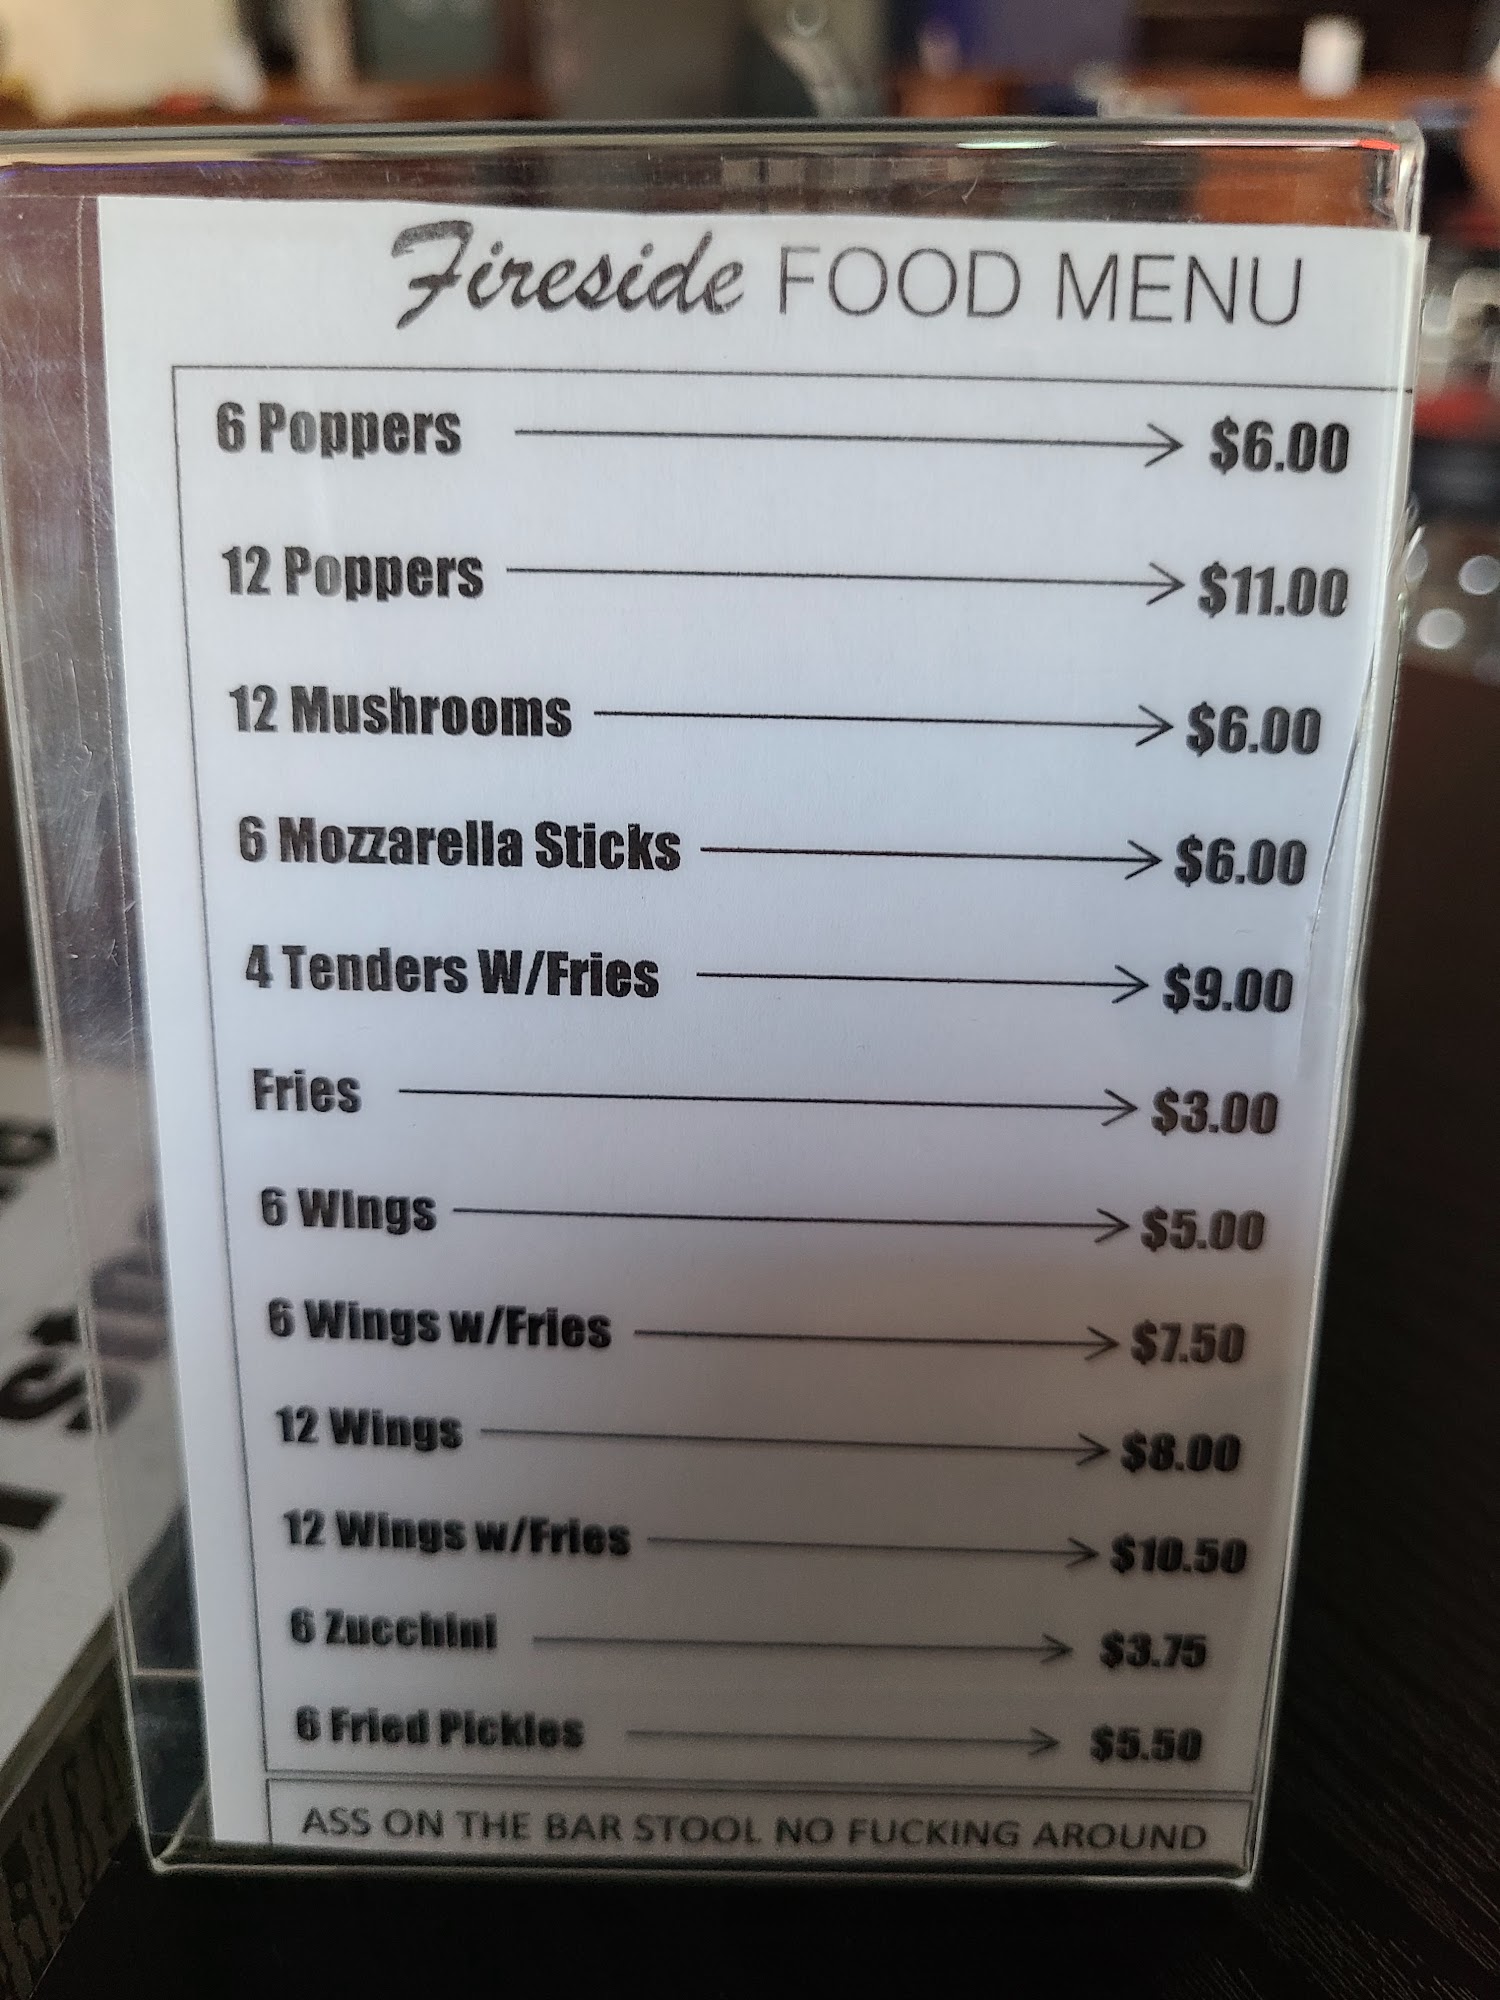 Fireside FOOD MENU
6 Poppers $6.00
12 Poppers $11.00
12 Mushrooms $6.00
6 Mozzarella Sticks $6.00
4 Tenders W/Fries $9.00
Fries $3.00
6 WIngs $5.00
6 Wings w/Fries $7.50
12 Wings $8.00
12 Wings w/Fries $10.50
6 Zucchini $3.75
6 Fried Pickles $5.50
ASS ON THE BAR STOOL NO FUCKING AROUND